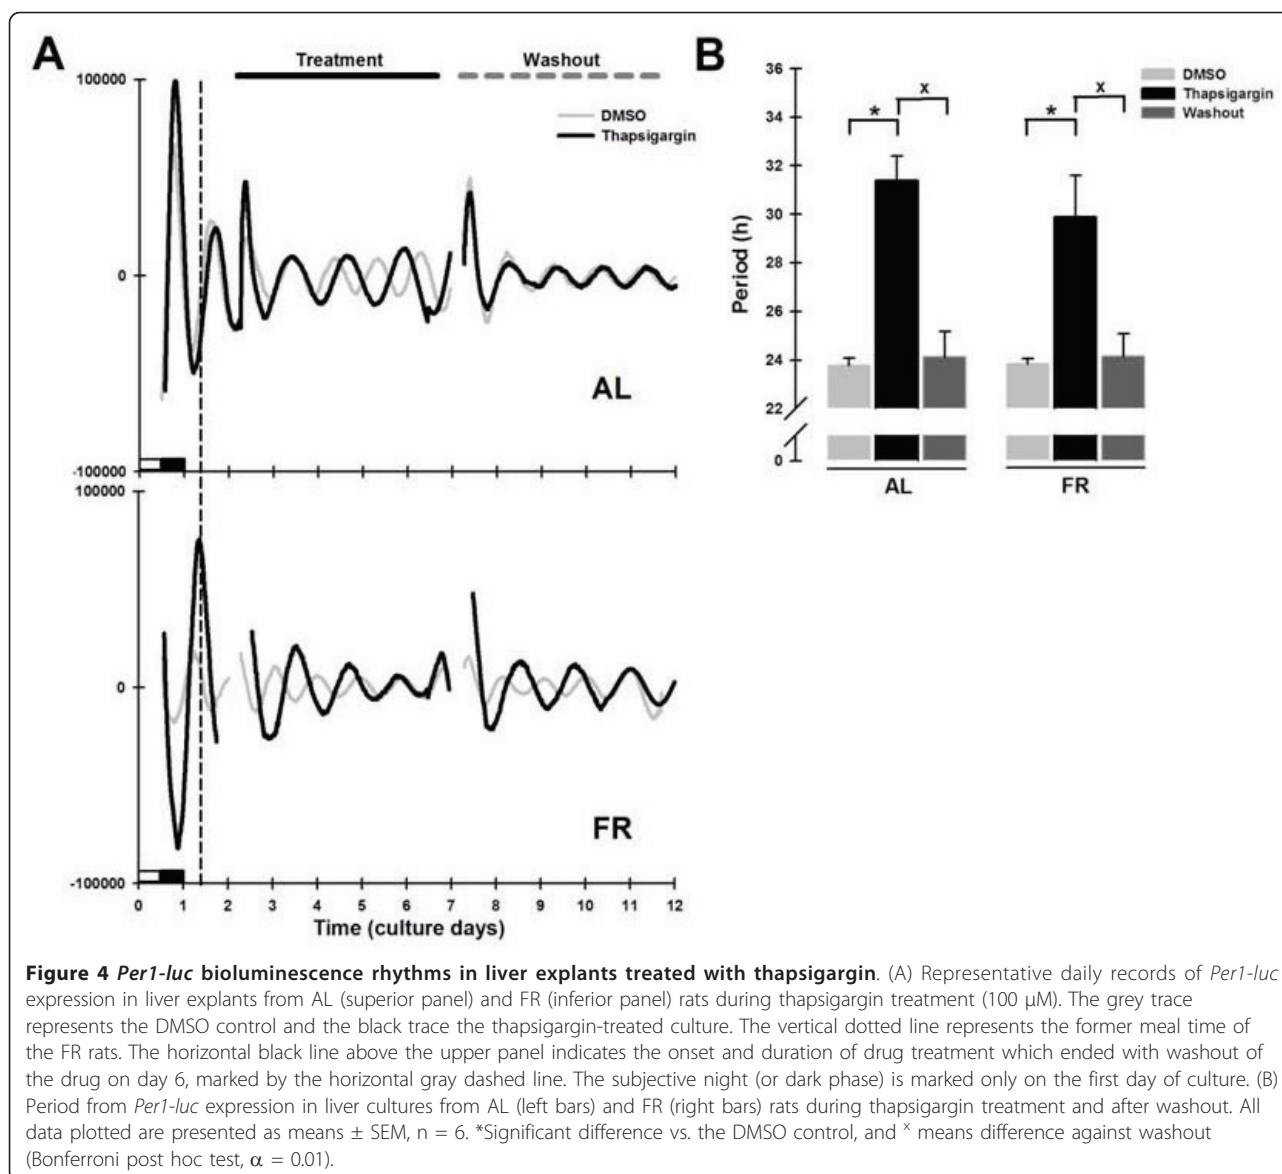 A
Treatment
Washout
DMSO
Thapsigargin
100000
0
-100000
AL
100000
0
-100000
FR
0 1 2 3 4 5 6 7 8 9 10 11 12
Time (culture days)
B
DMSO
Thapsigargin
Washout
36
34
32
30
28
26
24
22
0
Period (h)
* x
* x
AL FR
Figure 4 Per1-luc bioluminescence rhythms in liver explants treated with thapsigargin. (A) Representative daily records of Per1-luc
expression in liver explants from AL (superior panel) and FR (inferior panel) rats during thapsigargin treatment (100 μM). The grey trace
represents the DMSO control and the black trace the thapsigargin-treated culture. The vertical dotted line represents the former meal time of
the FR rats. The horizontal black line above the upper panel indicates the onset and duration of drug treatment which ended with washout of
the drug on day 6, marked by the horizontal gray dashed line. The subjective night (or dark phase) is marked only on the first day of culture. (B)
Period from Per1-luc expression in liver cultures from AL (left bars) and FR (right bars) rats during thapsigargin treatment and after washout. All
data plotted are presented as means ± SEM, n = 6. *Significant difference vs. the DMSO control, and x means difference against washout
(Bonferroni post hoc test, α = 0.01).